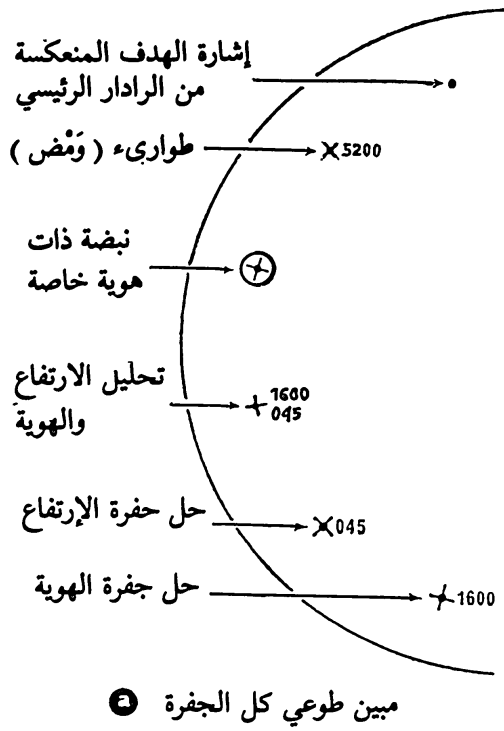 إشارة الهدف المنعكسة
من الرادار الرئيسي
طوارىء ( وَمْض )
5200
نبضة ذات
هوية خاصة
تحليل الارتفاع
والهوية
1600
045
حل حفرة الإرتفاع
045
حل جفرة الهوية
1600
a مبين طوعي كل الجفرة